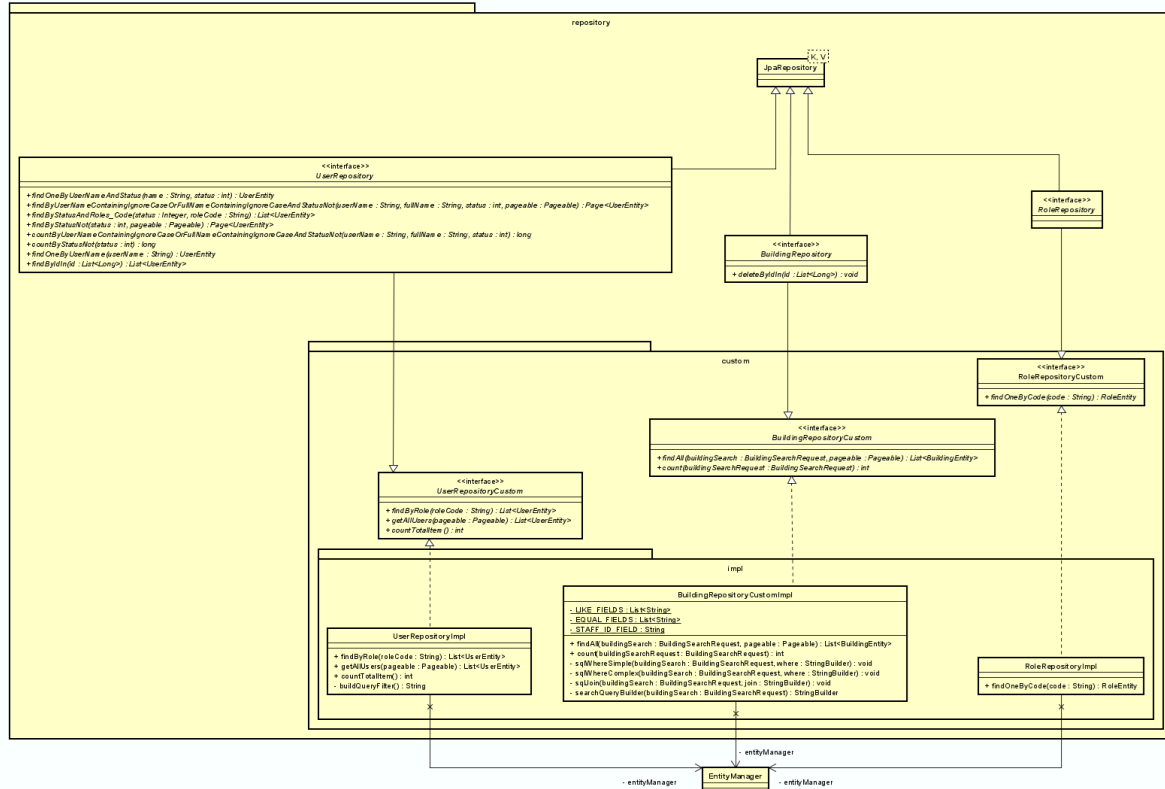 repository
K, V
JpaRepository
<<interface>>
UserRepository
+ findOneByUserNameAndStatus(name : String, status : int) : UserEntity
+ findByUserNameContainingIgnoreCaseOrFullNameContainingIgnoreCaseAndStatusNot(userName : String, fullName : String, status : int, pageable : Pageable) : Page<UserEntity>
+ findByStatusAndRoles_Code(status : Integer, roleCode : String) : List<UserEntity>
+ findByStatusNot(status : int, pageable : Pageable) : Page<UserEntity>
+ countByUserNameContainingIgnoreCaseOrFullNameContainingIgnoreCaseAndStatusNot(userName : String, fullName : String, status : int) : long
+ countByStatusNot(status : int) : long
+ findOneByUserName(userName : String) : UserEntity
+ findByIdIn(id : List<Long>) : List<UserEntity>
<<interface>>
BuildingRepository
+ deleteByIdIn(id : List<Long>) : void
<<interface>>
RoleRepository
custom
<<interface>>
RoleRepositoryCustom
+ findOneByCode(code : String) : RoleEntity
<<interface>>
BuildingRepositoryCustom
+ findAll(buildingSearch : BuildingSearchRequest, pageable : Pageable) : List<BuildingEntity>
+ count(buildingSearchRequest : BuildingSearchRequest) : int
<<interface>>
UserRepositoryCustom
+ findByRole(roleCode : String) : List<UserEntity>
+ getAllUsers(pageable : Pageable) : List<UserEntity>
+ countTotalItem() : int
impl
BuildingRepositoryCustomImpl
- LIKE_FIELDS : List<String>
- EQUAL_FIELDS : List<String>
- STAFF_ID_FIELD : String
+ findAll(buildingSearch : BuildingSearchRequest, pageable : Pageable) : List<BuildingEntity>
+ count(buildingSearchRequest : BuildingSearchRequest) : int
- sqlWhereSimple(buildingSearch : BuildingSearchRequest, where : StringBuilder) : void
- sqlWhereComplex(buildingSearch : BuildingSearchRequest, where : StringBuilder) : void
- sqlJoin(buildingSearch : BuildingSearchRequest, join : StringBuilder) : void
- searchQueryBuilder(buildingSearch : BuildingSearchRequest) : StringBuilder
UserRepositoryImpl
+ findByRole(roleCode : String) : List<UserEntity>
+ getAllUsers(pageable : Pageable) : List<UserEntity>
+ countTotalItem() : int
- buildQueryFilter() : String
RoleRepositoryImpl
+ findOneByCode(code : String) : RoleEntity
- entityManager
EntityManager
- entityManager
- entityManager